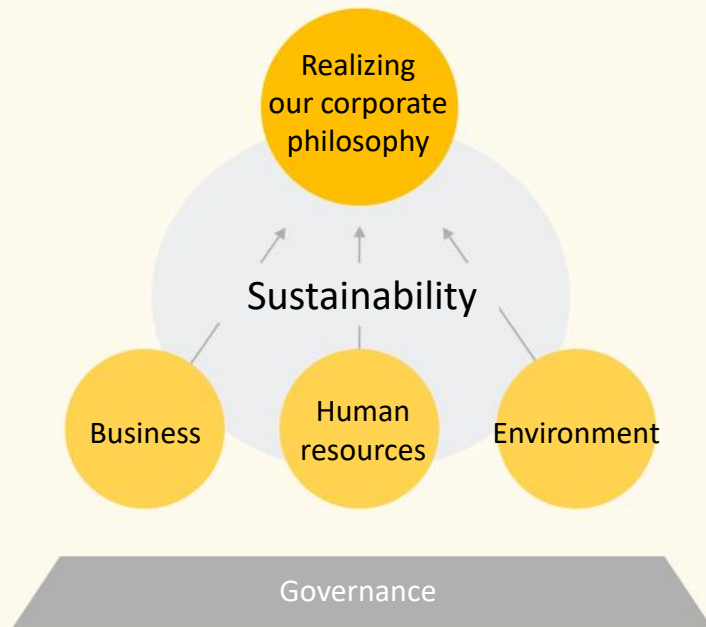 Realizing
our corporate
philosophy
Sustainability
Business
Human
resources
Environment
Governance